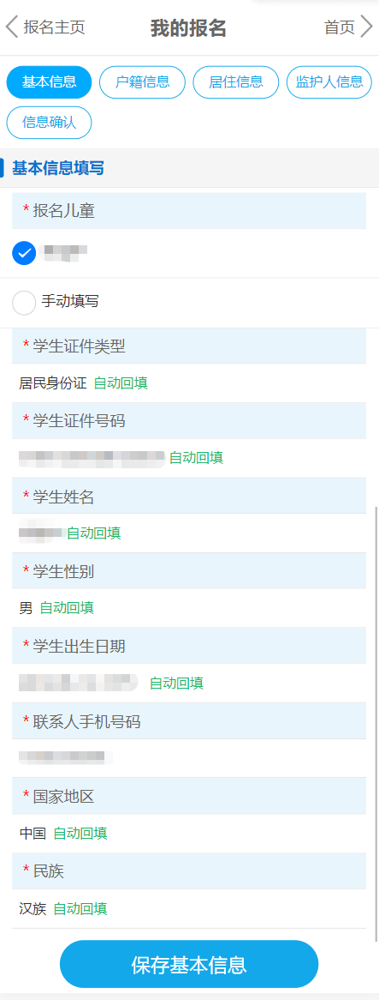 报名主页 我的报名 首页
基本信息 户籍信息 居住信息 监护人信息
信息确认
基本信息填写
* 报名儿童
手动填写
* 学生证件类型
居民身份证 自动回填
* 学生证件号码
自动回填
* 学生姓名
自动回填
* 学生性别
男 自动回填
* 学生出生日期
自动回填
* 联系人手机号码
* 国家地区
中国 自动回填
* 民族
汉族 自动回填
保存基本信息